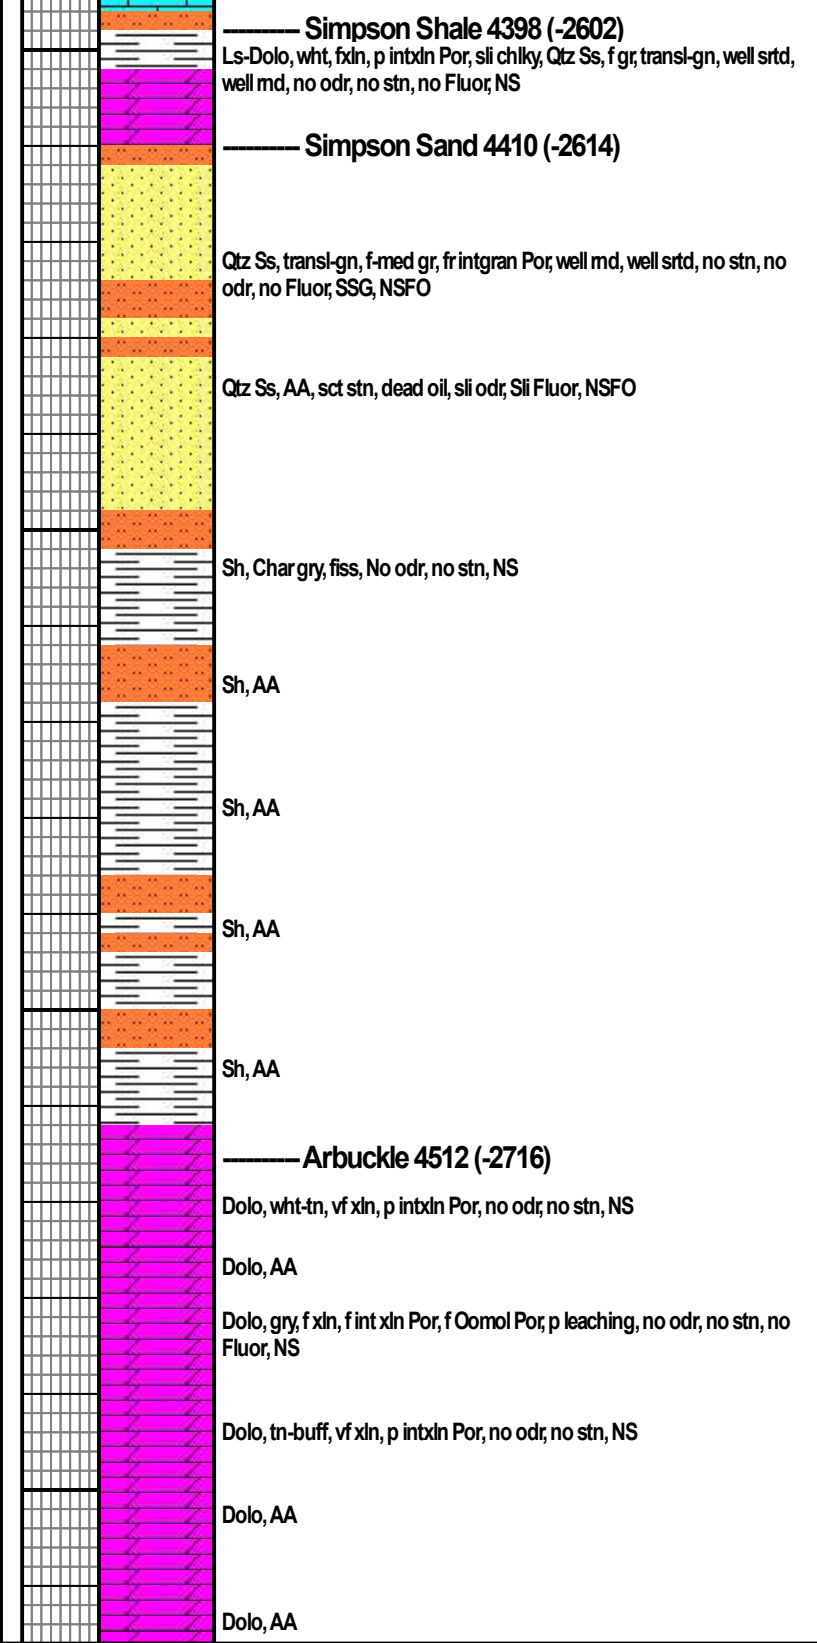 ---------- Simpson Shale 4398 (-2602)
Ls-Dolo, wht, fxln, p intxln Por, sli chlky, Qtz Ss, f gr, transl-gn, well srtd,
well rnd, no odr, no stn, no Fluor, NS
---------- Simpson Sand 4410 (-2614)
Qtz Ss, transl-gn, f-med gr, fr intgran Por, well rnd, well srtd, no stn, no
odr, no Fluor, SSG, NSFO
Qtz Ss, AA, sct stn, dead oil, sli odr, Sli Fluor, NSFO
Sh, Char gry, fiss, No odr, no stn, NS
Sh, AA
Sh, AA
Sh, AA
Sh, AA
---------- Arbuckle 4512 (-2716)
Dolo, wht-tn, vf xln, p intxln Por, no odr, no stn, NS
Dolo, AA
Dolo, gry, f xln, f int xln Por, f Oomol Por, p leaching, no odr, no stn, no
Fluor, NS
Dolo, tn-buff, vf xln, p intxln Por, no odr, no stn, NS
Dolo, AA
Dolo, AA